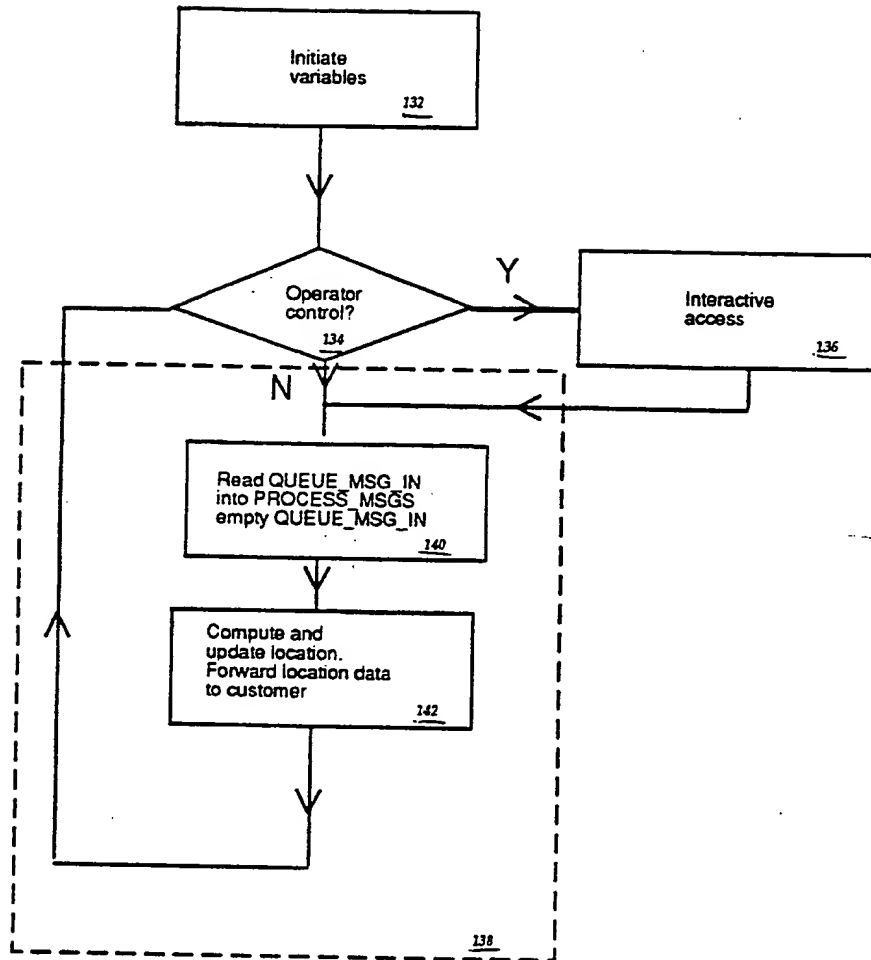 Initiate
variables
132
Operator
control?
134
Y
Interactive
access
136
N
Read QUEUE_MSG_IN
into PROCESS_MSGS
empty QUEUE_MSG_IN
140
Compute and
update location.
Forward location data
to customer
142
138